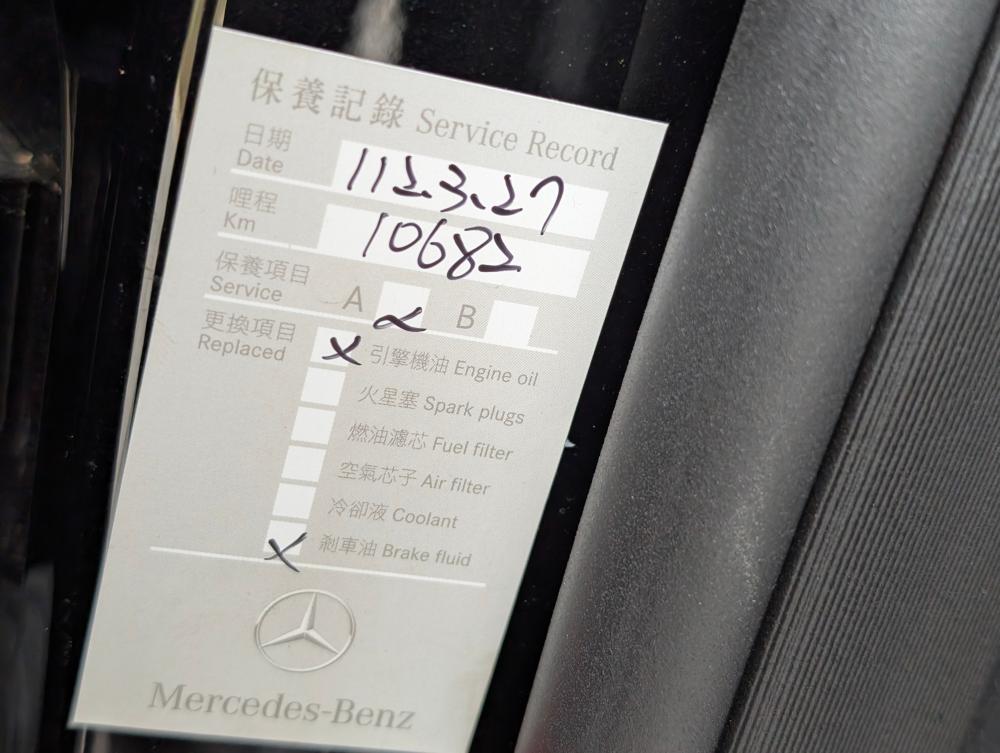 保養記錄 Service Record
日期
Date 112.3.27
哩程
Km 10682
保養項目
Service A B
更換項目
Replaced
X 引擎機油 Engine oil
火星塞 Spark plugs
燃油濾芯 Fuel filter
空氣芯子 Air filter
冷卻液 Coolant
X 剎車油 Brake fluid
Mercedes-Benz